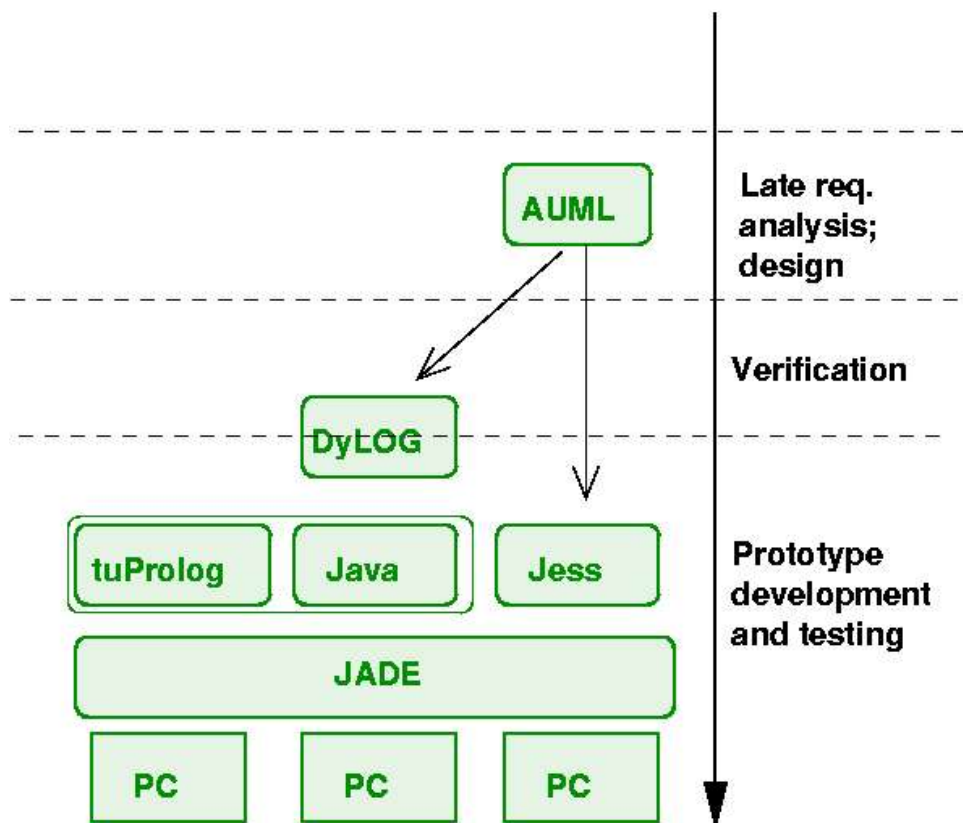 AUML
Late req.
analysis;
design
Verification
DyLOG
tuProlog
Java
Jess
Prototype
development
and testing
JADE
PC
PC
PC